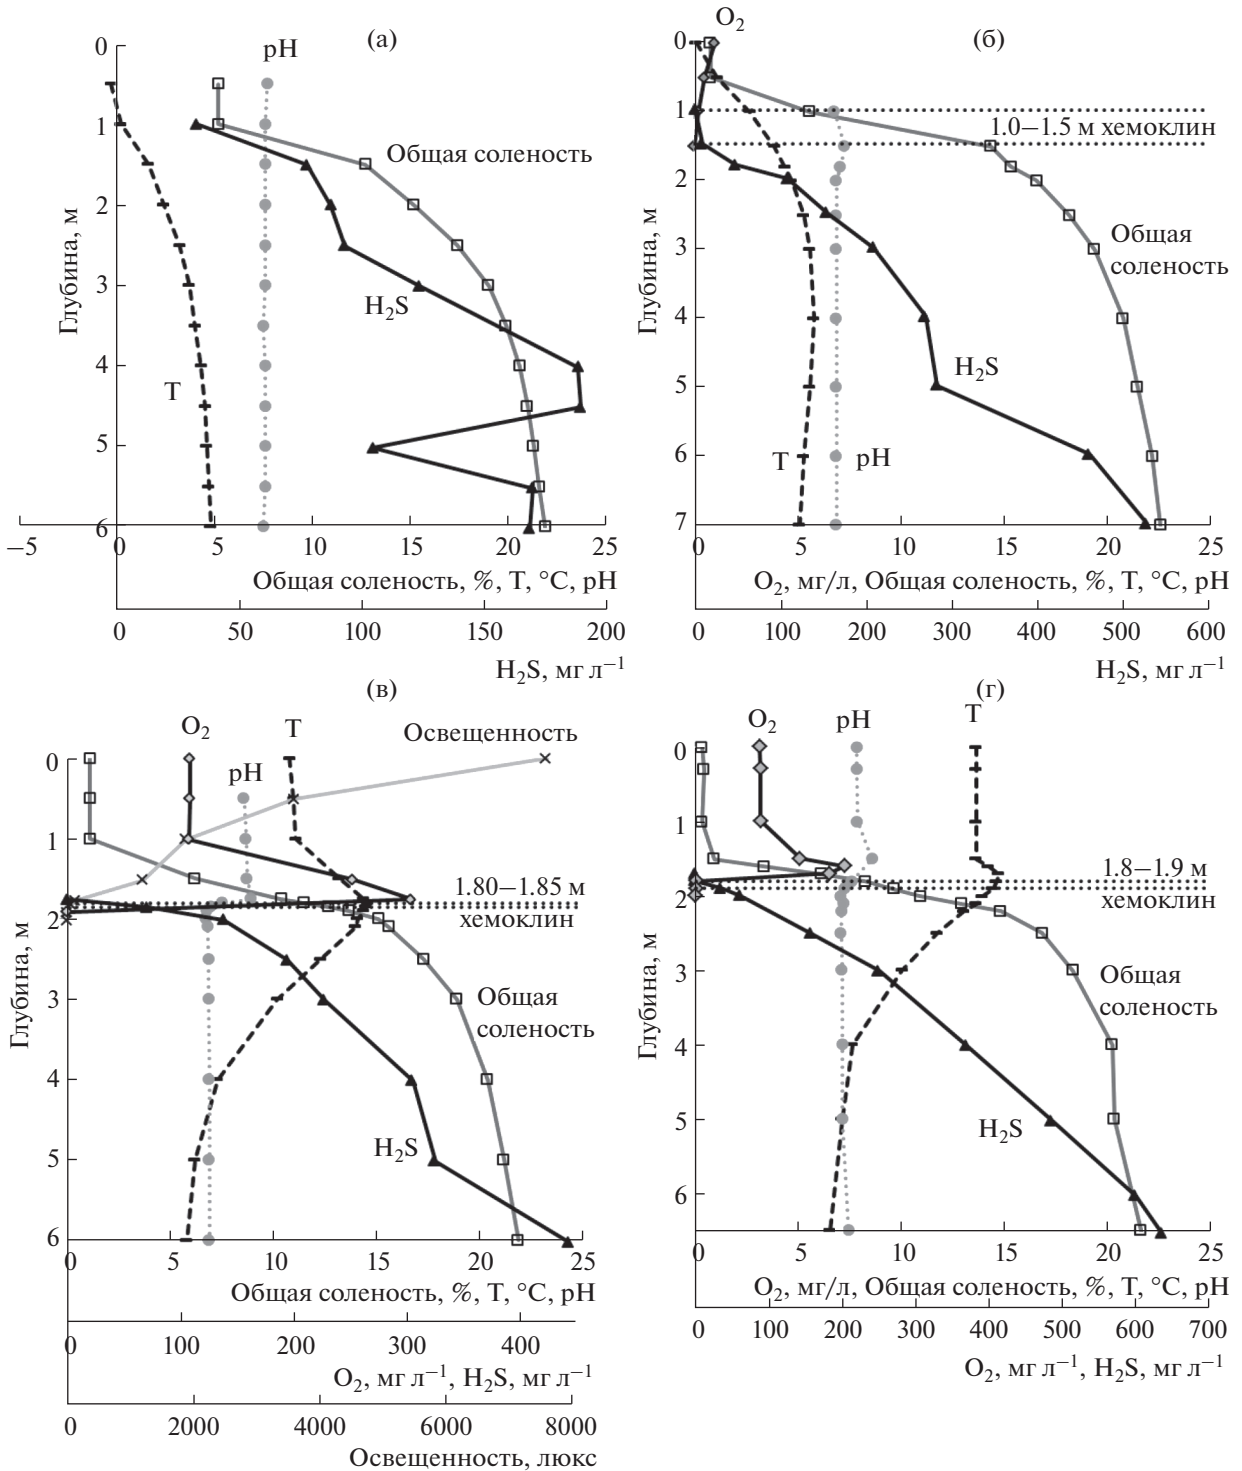 (а)
pH
0
1
2
3
4
5
6
Глубина, м
Общая соленость
H₂S
T
−5
0
5
10
15
20
25
Общая соленость, %, T, °C, pH
0
50
100
150
200
H₂S, мг л⁻¹
(б)
O₂
0
1
2
3
4
5
6
7
Глубина, м
1.0−1.5 м хемоклин
Общая
соленость
H₂S
T
pH
0
5
10
15
20
25
O₂, мг/л, Общая соленость, %, T, °C, pH
0
100
200
300
400
500
600
H₂S, мг л⁻¹
(в)
O₂
T
Освещенность
pH
0
1
2
3
4
5
6
Глубина, м
1.80−1.85 м
хемоклин
Общая
соленость
H₂S
0
5
10
15
20
25
Общая соленость, %, T, °C, pH
0
100
200
300
400
O₂, мг л⁻¹, H₂S, мг л⁻¹
0
2000
4000
6000
8000
Освещенность, люкс
(г)
O₂
pH
T
0
1
2
3
4
5
6
Глубина, м
1.8−1.9 м
хемоклин
Общая
соленость
H₂S
0
5
10
15
20
25
O₂, мг/л, Общая соленость, %, T, °C, pH
0
100
200
300
400
500
600
700
O₂, мг л⁻¹, H₂S, мг л⁻¹